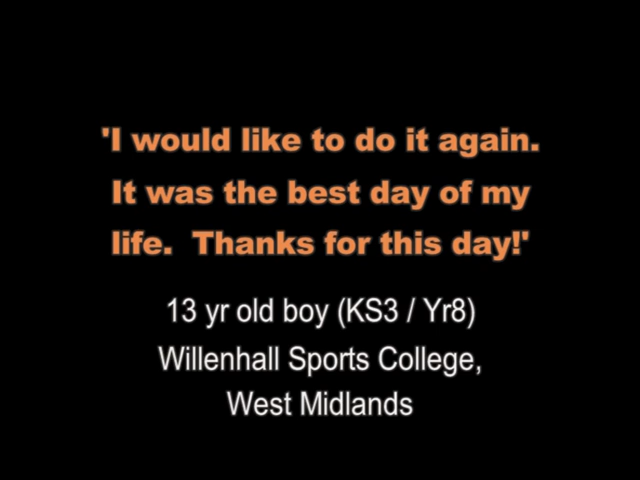 'I would like to do it again.
It was the best day of my
life.  Thanks for this day!'
13 yr old boy (KS3 / Yr8)
Willenhall Sports College,
West Midlands